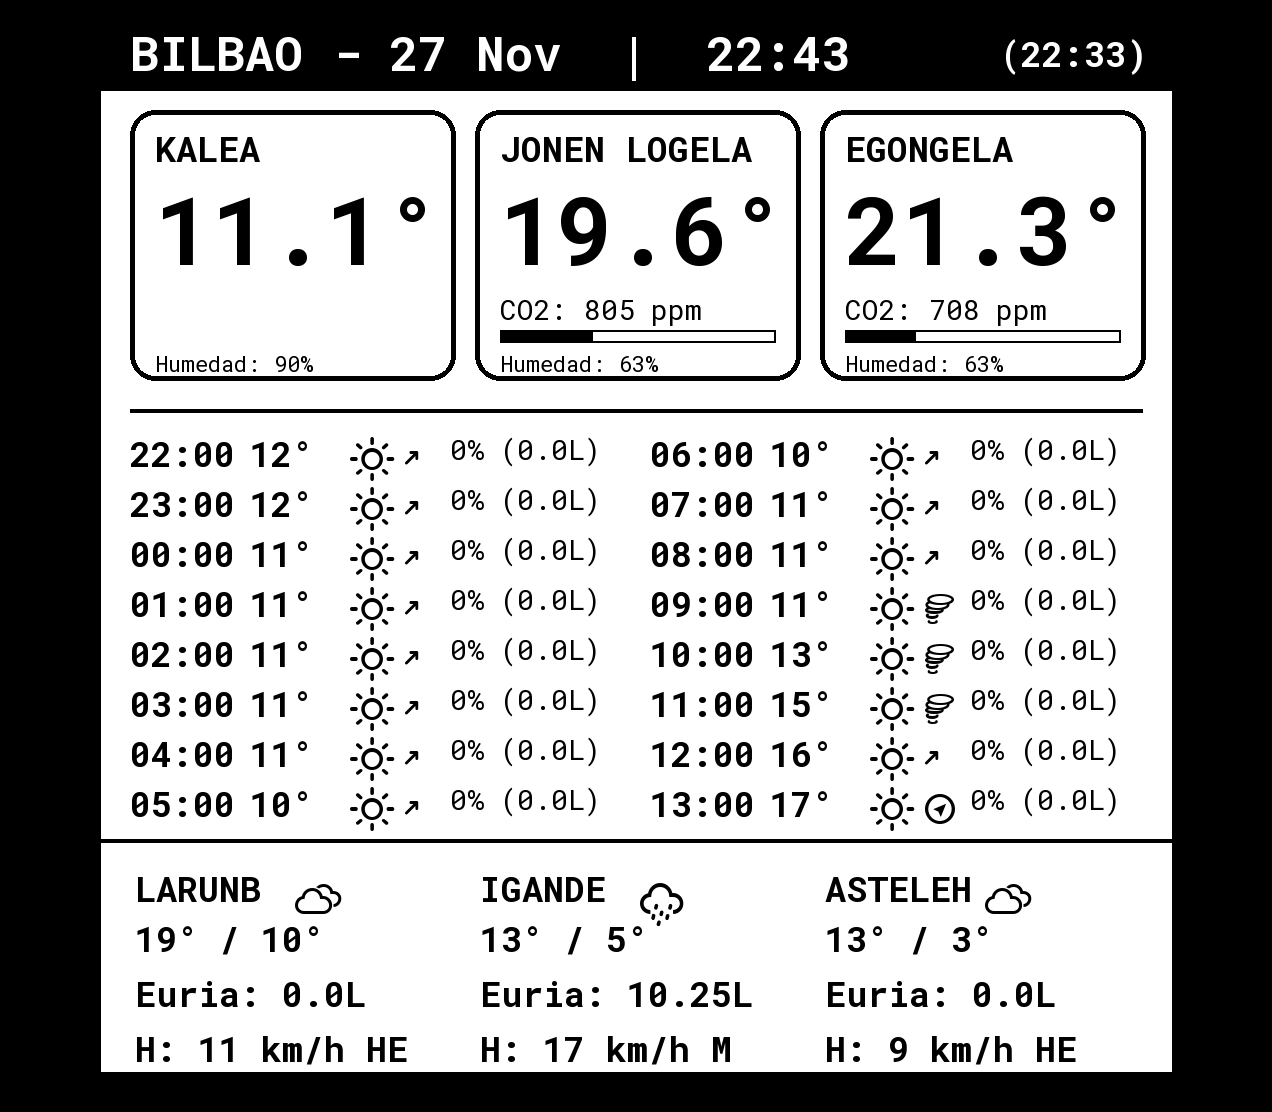 BILBAO - 27 Nov | 22:43 (22:33)
KALEA
11.1°
Humedad: 90%
JONEN LOGELA
19.6°
CO2: 805 ppm
Humedad: 63%
EGONGELA
21.3°
CO2: 708 ppm
Humedad: 63%
22:00 12° 0% (0.0L)
23:00 12° 0% (0.0L)
00:00 11° 0% (0.0L)
01:00 11° 0% (0.0L)
02:00 11° 0% (0.0L)
03:00 11° 0% (0.0L)
04:00 11° 0% (0.0L)
05:00 10° 0% (0.0L)
06:00 10° 0% (0.0L)
07:00 11° 0% (0.0L)
08:00 11° 0% (0.0L)
09:00 11° 0% (0.0L)
10:00 13° 0% (0.0L)
11:00 15° 0% (0.0L)
12:00 16° 0% (0.0L)
13:00 17° 0% (0.0L)
LARUNB
19° / 10°
Euria: 0.0L
H: 11 km/h HE
IGANDE
13° / 5°
Euria: 10.25L
H: 17 km/h M
ASTELEH
13° / 3°
Euria: 0.0L
H: 9 km/h HE